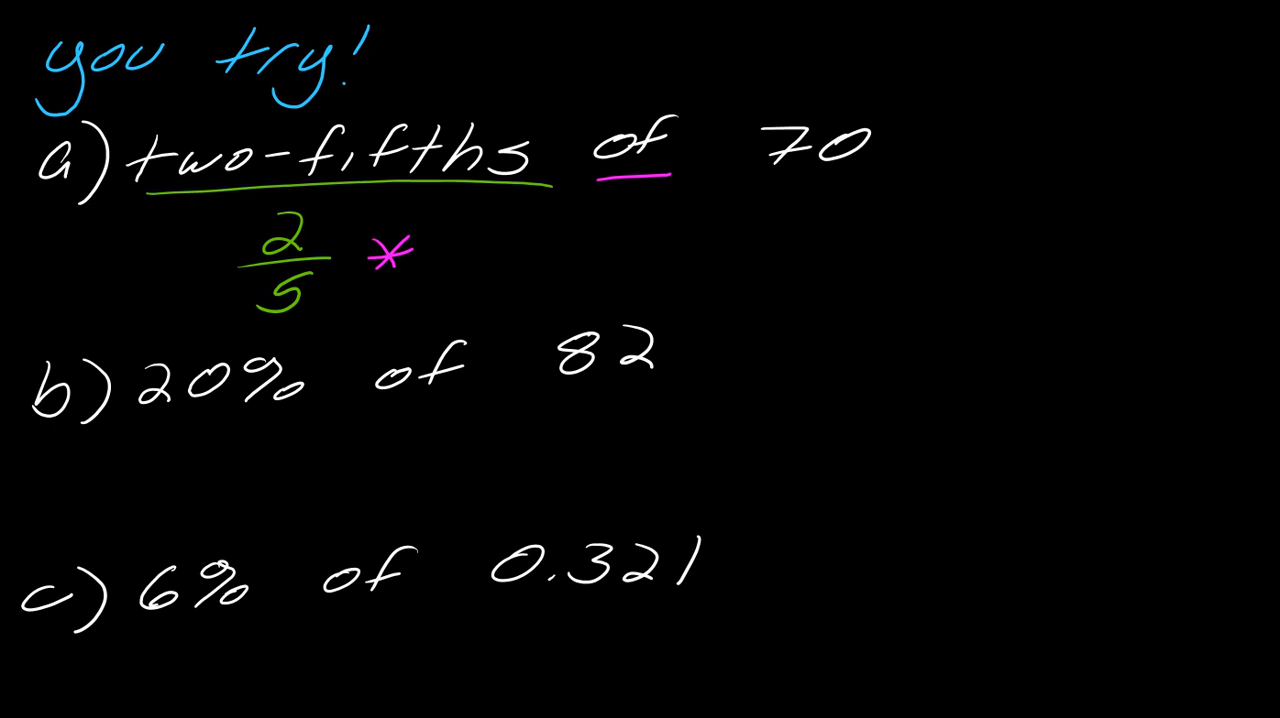 you try!
a) two-fifths of 70
2/5 *
b) 20% of 82
c) 6% of 0.321